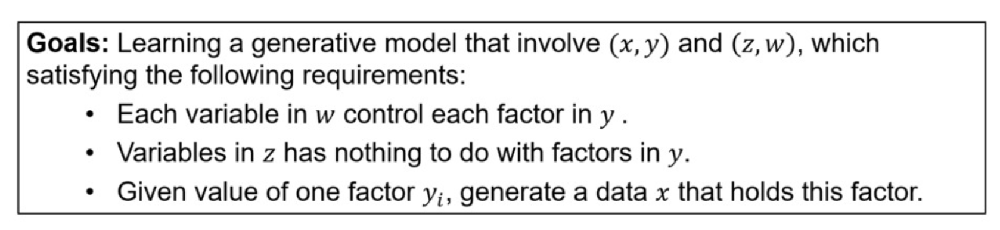 Goals: Learning a generative model that involve (x, y) and (z, w), which
satisfying the following requirements:
• Each variable in w control each factor in y .
• Variables in z has nothing to do with factors in y.
• Given value of one factor yᵢ, generate a data x that holds this factor.